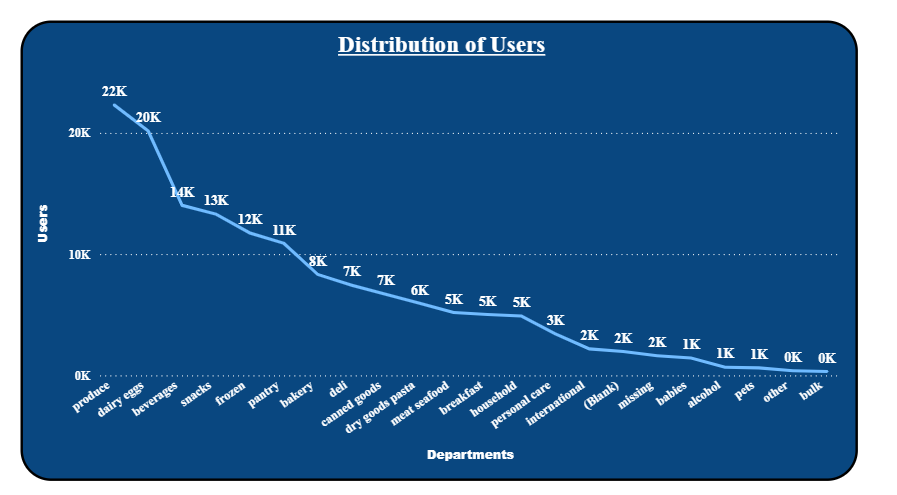 Distribution of Users
22K
20K
14K
13K
12K
11K
8K
7K
7K
6K
5K
5K
5K
3K
2K
2K
2K
1K
1K
1K
0K
0K
20K
10K
0K
Users
produce
dairy eggs
beverages
snacks
frozen
pantry
bakery
deli
canned goods
dry goods pasta
meat seafood
breakfast
household
personal care
international
(Blank)
missing
babies
alcohol
pets
other
bulk
Departments